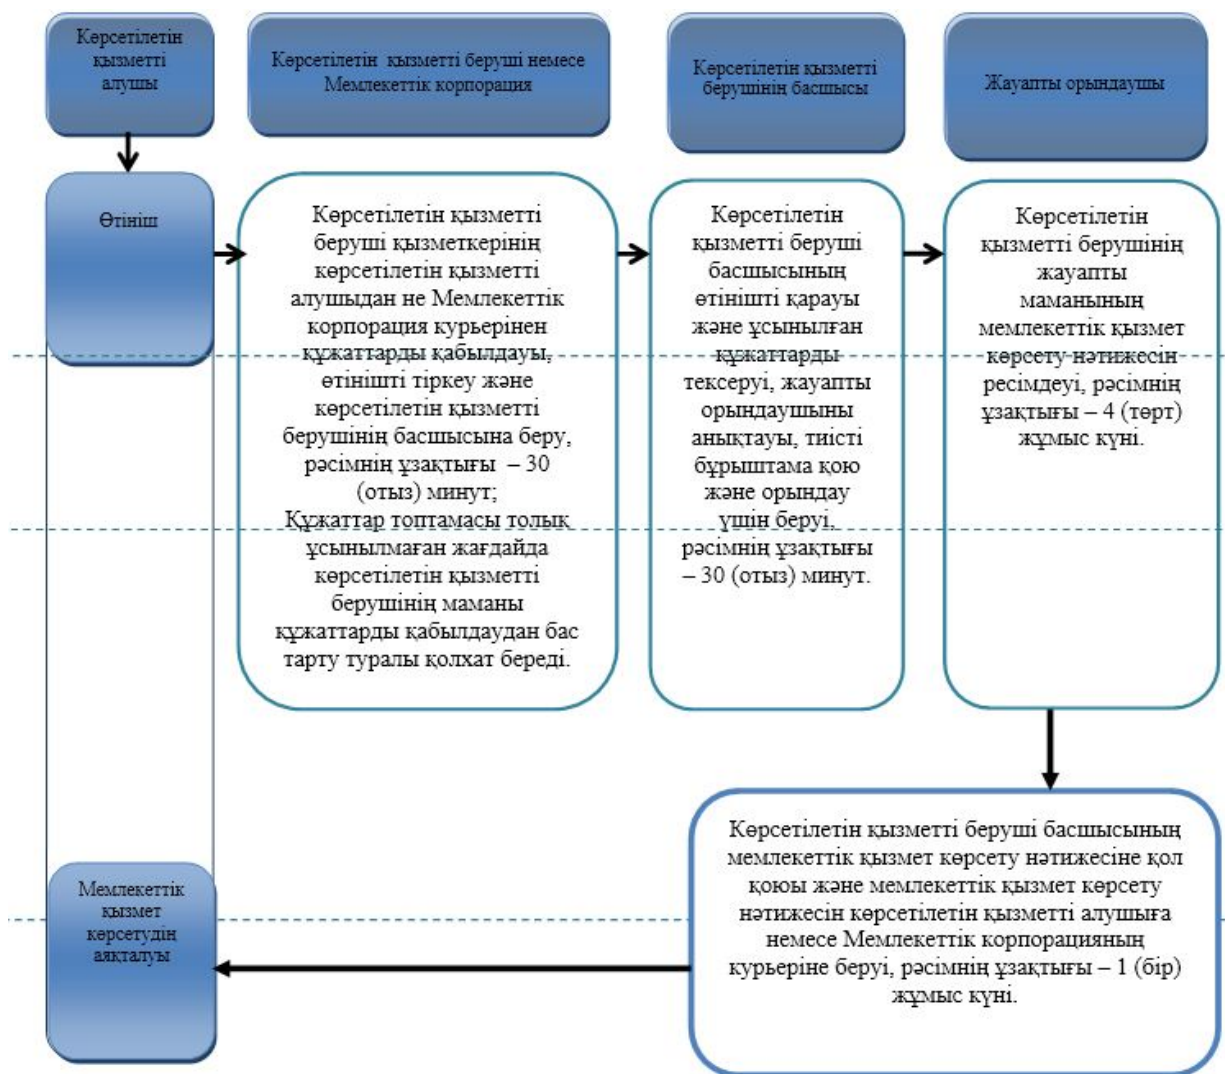 Көрсетілетін
қызметті
алушы
Көрсетілетін  қызметті беруші немесе
Мемлекеттік корпорация
Көрсетілетін қызметті
берушінің басшысы
Жауапты орындаушы
Өтініш
Көрсетілетін қызметті
беруші қызметкерінің
көрсетілетін қызметті
алушыдан не Мемлекеттік
корпорация курьерінен
құжаттарды қабылдауы,
өтінішті тіркеу және
көрсетілетін қызметті
берушінің басшысына беру,
рәсімнің ұзақтығы  – 30
(отыз) минут;
Құжаттар топтамасы толық
ұсынылмаған жағдайда
көрсетілетін қызметті
берушінің маманы
құжаттарды қабылдаудан бас
тарту туралы қолхат береді.
Көрсетілетін
қызметті беруші
басшысының
өтінішті қарауы
және ұсынылған
құжаттарды
тексеруі, жауапты
орындаушыны
анықтауы, тиісті
бұрыштама қою
және орындау
үшін беруі,
рәсімнің ұзақтығы
– 30 (отыз) минут.
Көрсетілетін
қызметті берушінің
жауапты
маманының
мемлекеттік қызмет
көрсету нәтижесін
ресімдеуі, рәсімнің
ұзақтығы – 4 (төрт)
жұмыс күні.
Көрсетілетін қызметті беруші басшысының
мемлекеттік қызмет көрсету нәтижесіне қол
қоюы және мемлекеттік қызмет көрсету
нәтижесін көрсетілетін қызметті алушыға
немесе Мемлекеттік корпорацияның
курьеріне беруі, рәсімнің ұзақтығы – 1 (бір)
жұмыс күні.
Мемлекеттік
қызмет
көрсетудің
аяқталуы